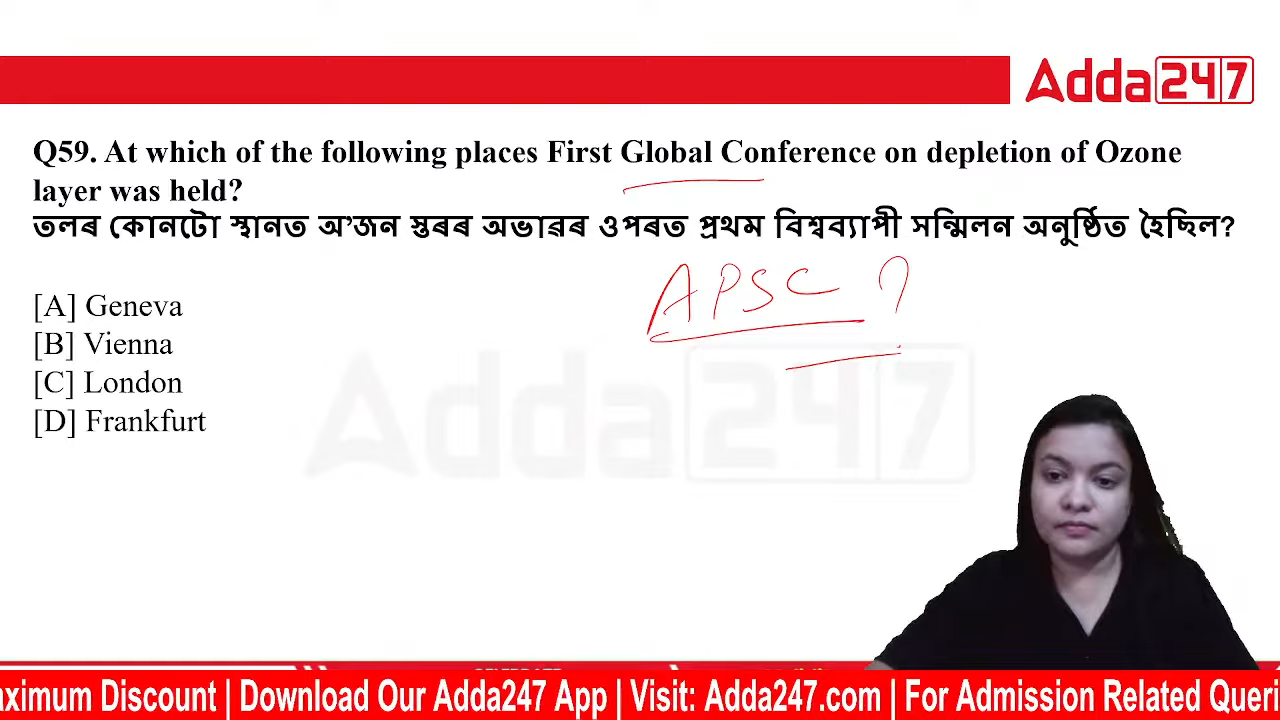 Adda247
Q59. At which of the following places First Global Conference on depletion of Ozone
layer was held?
তলৰ কোনটো স্থানত অ’জন স্তৰৰ অভাৱৰ ওপৰত প্ৰথম বিশ্বব্যাপী সন্মিলন অনুষ্ঠিত হৈছিল?
APSC ?
[A] Geneva
[B] Vienna
[C] London
[D] Frankfurt
Adda247
aximum Discount | Download Our Adda247 App | Visit: Adda247.com | For Admission Related Queri